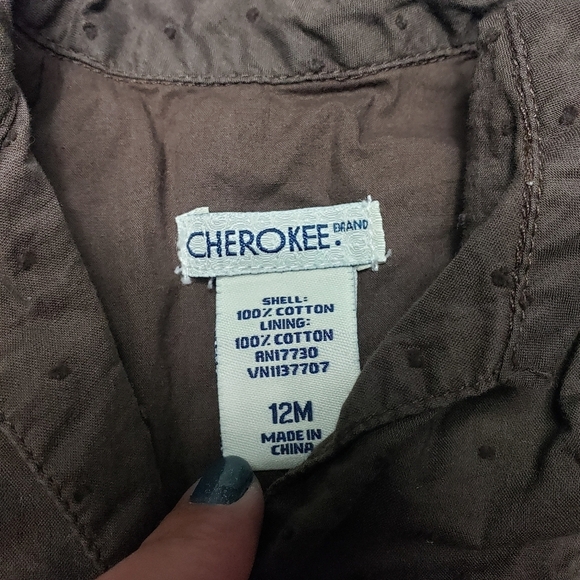 CHEROKEE. BRAND
SHELL:
100% COTTON
LINING:
100% COTTON
RN17730
VN1137707
12M
MADE IN
CHINA